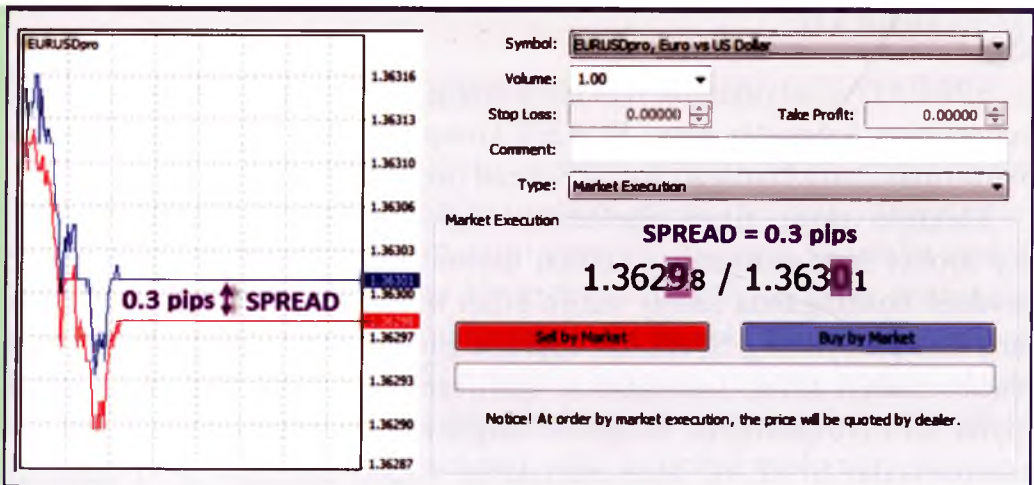 EURUSDpro
1.36316
1.36313
1.36310
1.36306
1.36303
1.36301
1.36300
1.36298
1.36297
1.36293
1.36290
1.36287
0.3 pips SPREAD
Symbol: EURUSDpro, Euro vs US Dollar
Volume: 1.00
Stop Loss: 0.00000 Take Profit: 0.00000
Comment:
Type: Market Execution
Market Execution
SPREAD = 0.3 pips
1.36298 / 1.36301
Sell by Market Buy by Market
Notice! At order by market execution, the price will be quoted by dealer.